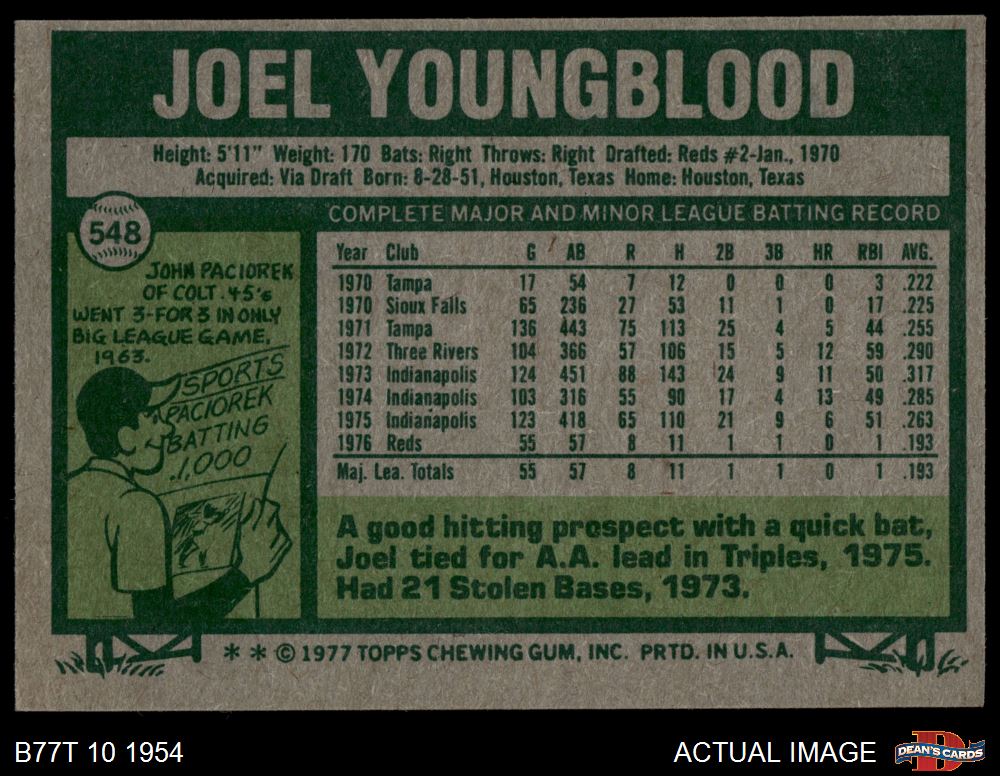 JOEL YOUNGBLOOD
Height: 5'11" Weight: 170 Bats: Right Throws: Right Drafted: Reds #2-Jan., 1970
Acquired: Via Draft Born: 8-28-51, Houston, Texas Home: Houston, Texas
548
JOHN PACIOREK
OF COLT .45's
WENT 3-FOR 3 IN ONLY
BIG LEAGUE GAME,
1963.
SPORTS
PACIOREK
BATTING
1,000
COMPLETE MAJOR AND MINOR LEAGUE BATTING RECORD
Year Club G AB R H 2B 3B HR RBI AVG.
1970 Tampa 17 54 7 12 0 0 0 3 .222
1970 Sioux Falls 65 236 27 53 11 1 0 17 .225
1971 Tampa 136 443 75 113 25 4 5 44 .255
1972 Three Rivers 104 366 57 106 15 5 12 59 .290
1973 Indianapolis 124 451 88 143 24 9 11 50 .317
1974 Indianapolis 103 316 55 90 17 4 13 49 .285
1975 Indianapolis 123 418 65 110 21 9 6 51 .263
1976 Reds 55 57 8 11 1 1 0 1 .193
Maj. Lea. Totals 55 57 8 11 1 1 0 1 .193
A good hitting prospect with a quick bat,
Joel tied for A.A. lead in Triples, 1975.
Had 21 Stolen Bases, 1973.
* * © 1977 TOPPS CHEWING GUM, INC. PRTD. IN U.S.A.
B77T 10 1954
ACTUAL IMAGE
DEAN'S CARDS